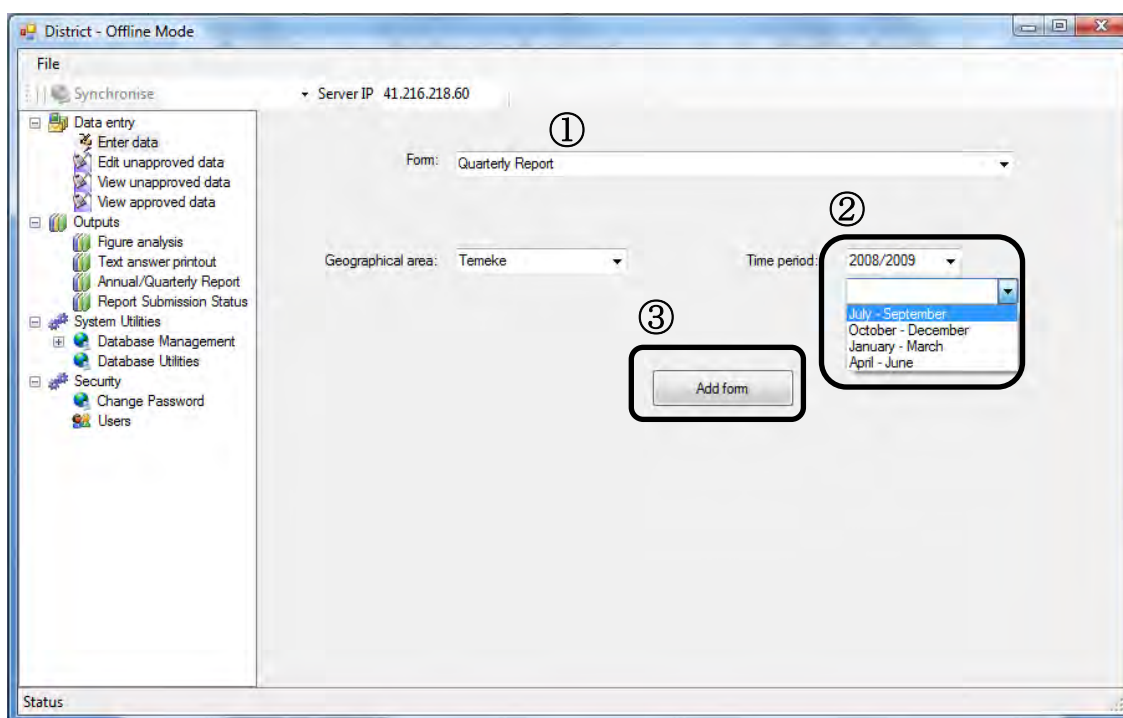 District - Offline Mode
File
Synchronise
Server IP 41.216.218.60
Data entry
Enter data
Edit unapproved data
View unapproved data
View approved data
Outputs
Figure analysis
Text answer printout
Annual/Quarterly Report
Report Submission Status
System Utilities
Database Management
Database Utilities
Security
Change Password
Users
①
Form: Quarterly Report
②
Geographical area: Temeke
Time period: 2008/2009
July - September
October - December
January - March
April - June
③
Add form
Status